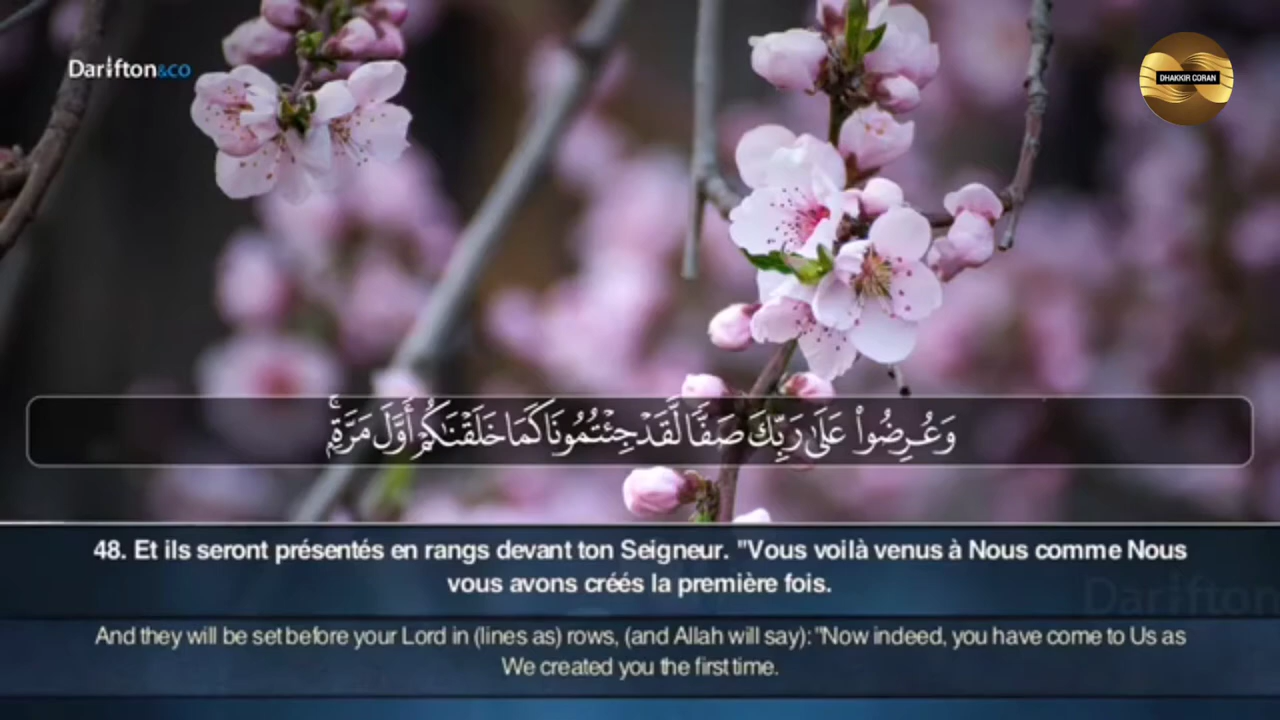 Darifton&co
DHAKKIR CORAN
وَعُرِضُوا۟ عَلَىٰ رَبِّكَ صَفًّا لَّقَدْ جِئْتُمُونَا كَمَا خَلَقْنَـٰكُمْ أَوَّلَ مَرَّةٍۭ ۚ
48. Et ils seront présentés en rangs devant ton Seigneur. "Vous voilà venus à Nous comme Nous
vous avons créés la première fois.
Darifton
And they will be set before your Lord in (lines as) rows, (and Allah will say): "Now indeed, you have come to Us as
We created you the first time.